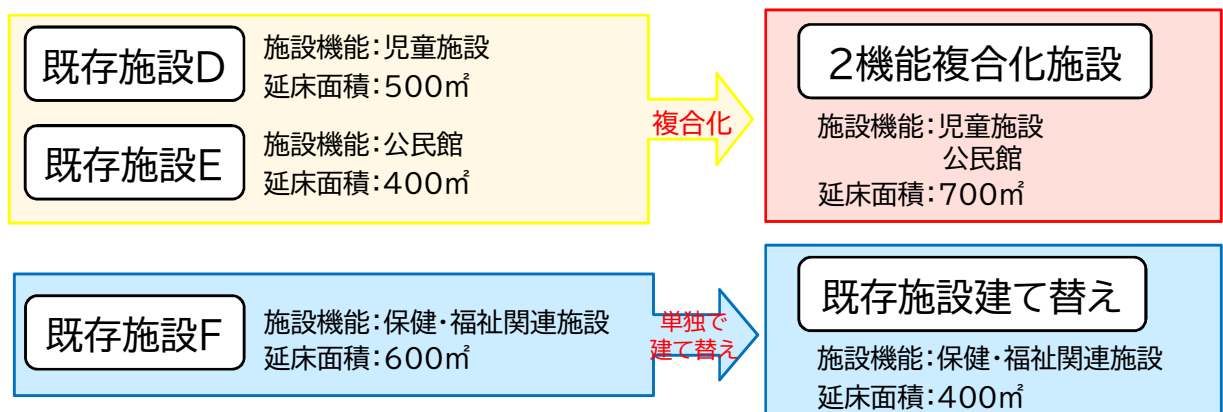 既存施設D
施設機能：児童施設
延床面積：500㎡
既存施設E
施設機能：公民館
延床面積：400㎡
複合化
2機能複合化施設
施設機能：児童施設
公民館
延床面積：700㎡
既存施設F
施設機能：保健・福祉関連施設
延床面積：600㎡
単独で
建て替え
既存施設建て替え
施設機能：保健・福祉関連施設
延床面積：400㎡